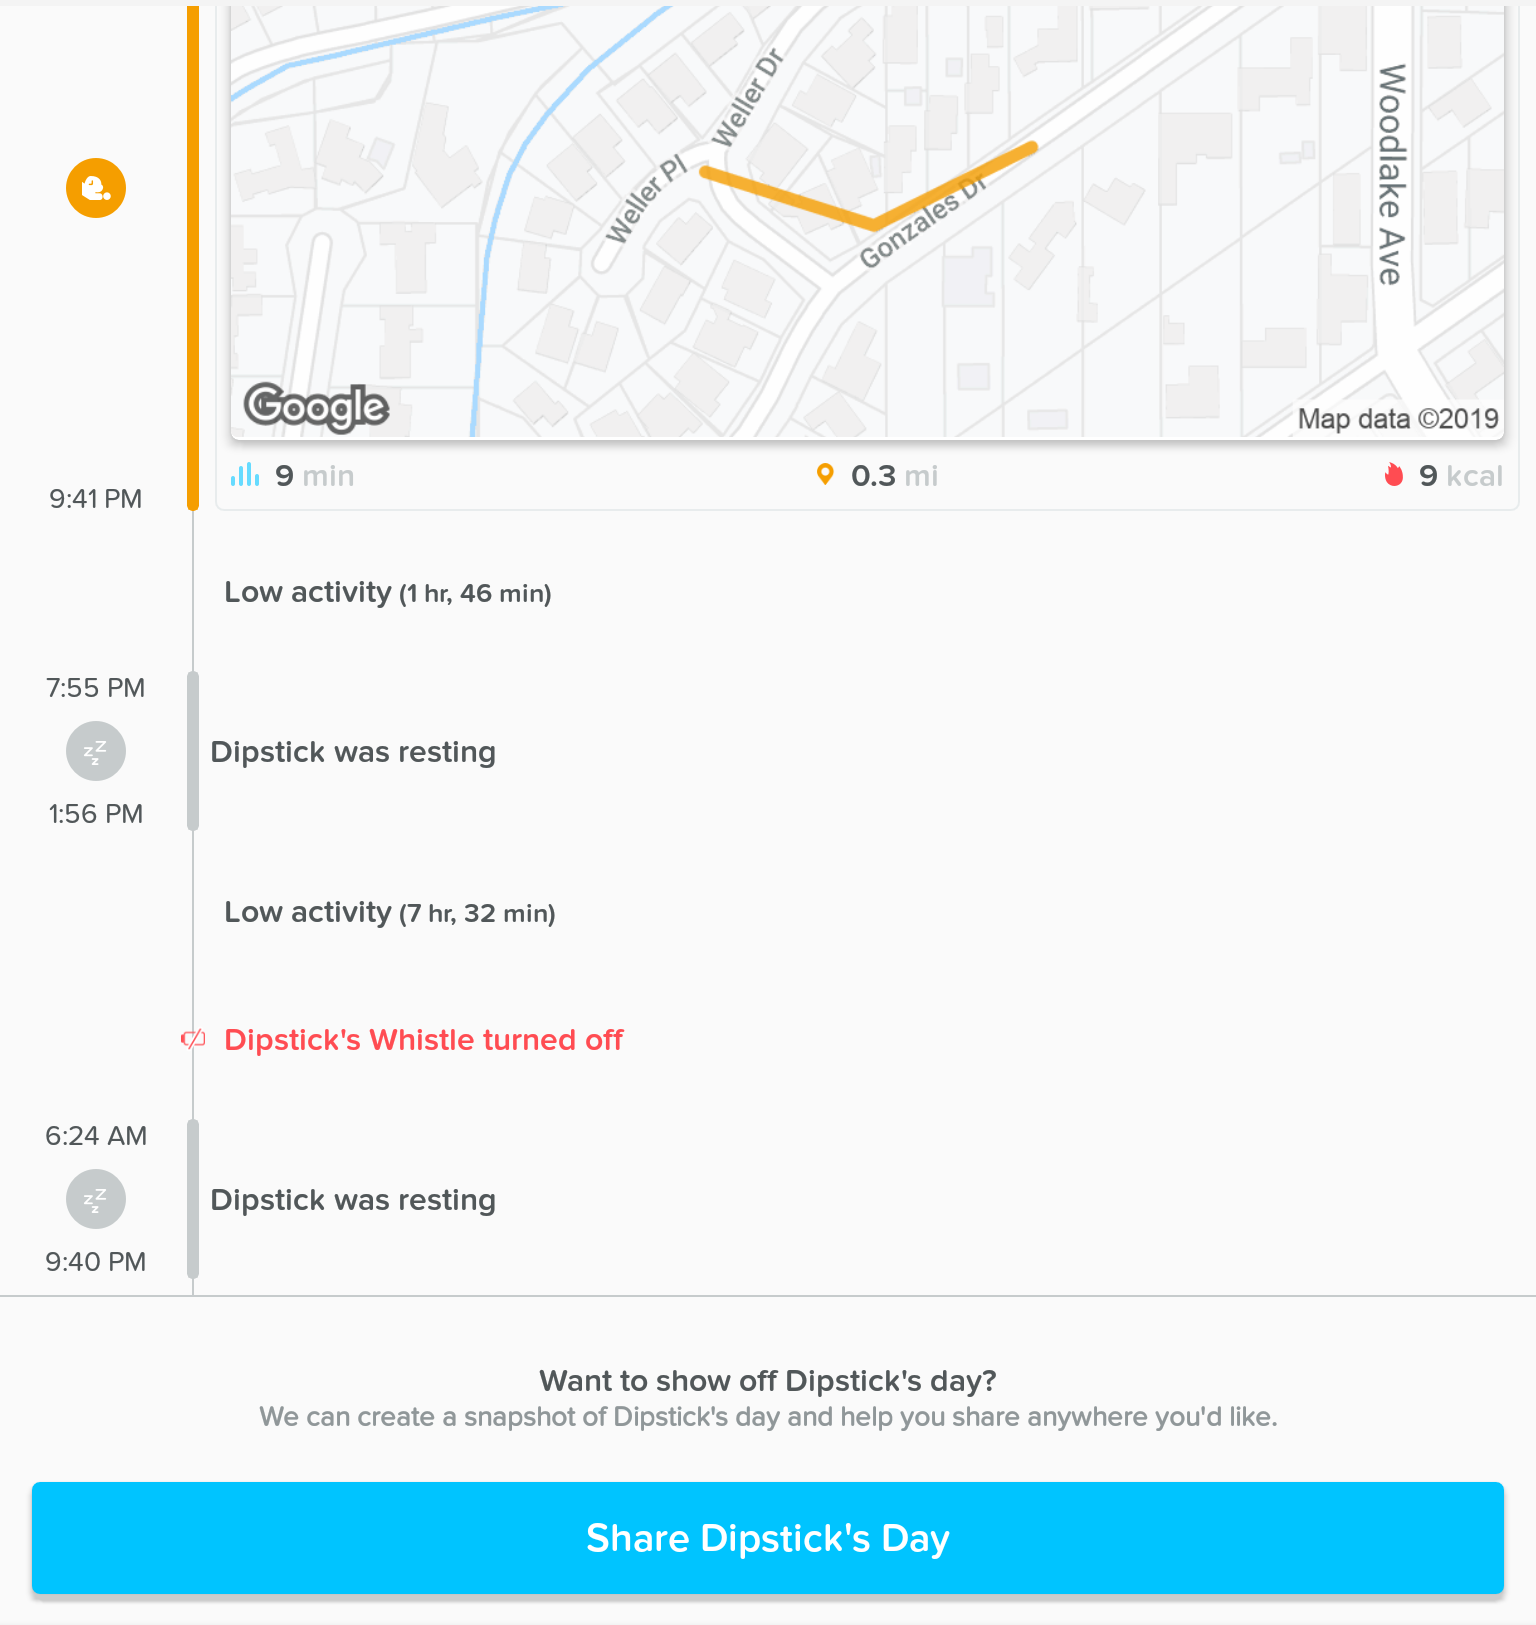 Weller Dr
Weller Pl
Gonzales Dr
Woodlake Ave
Google
Map data ©2019
9 min
0.3 mi
9 kcal
9:41 PM
Low activity (1 hr, 46 min)
7:55 PM
zzz
Dipstick was resting
1:56 PM
Low activity (7 hr, 32 min)
Dipstick's Whistle turned off
6:24 AM
zzz
Dipstick was resting
9:40 PM
Want to show off Dipstick's day?
We can create a snapshot of Dipstick's day and help you share anywhere you'd like.
Share Dipstick's Day